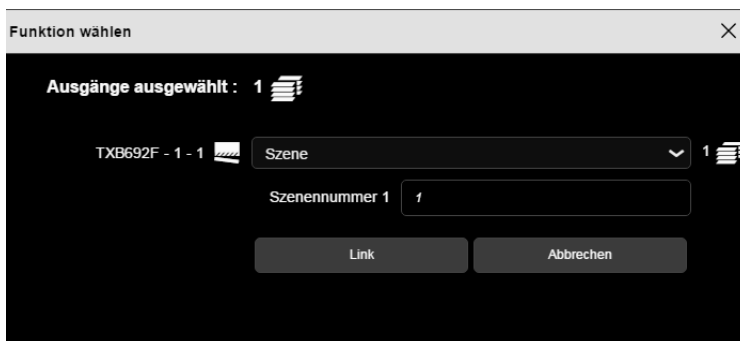 Funktion wählen
Ausgänge ausgewählt : 1
TXB692F - 1 - 1 Szene 1
Szenennummer 1 1
Link Abbrechen